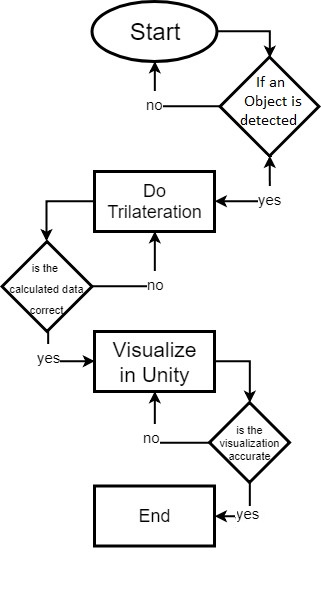 Start
If an
Object is
detected
no
yes
Do
Trilateration
is the
calculated data
correct
no
yes
Visualize
in Unity
is the
visualization
accurate
no
yes
End